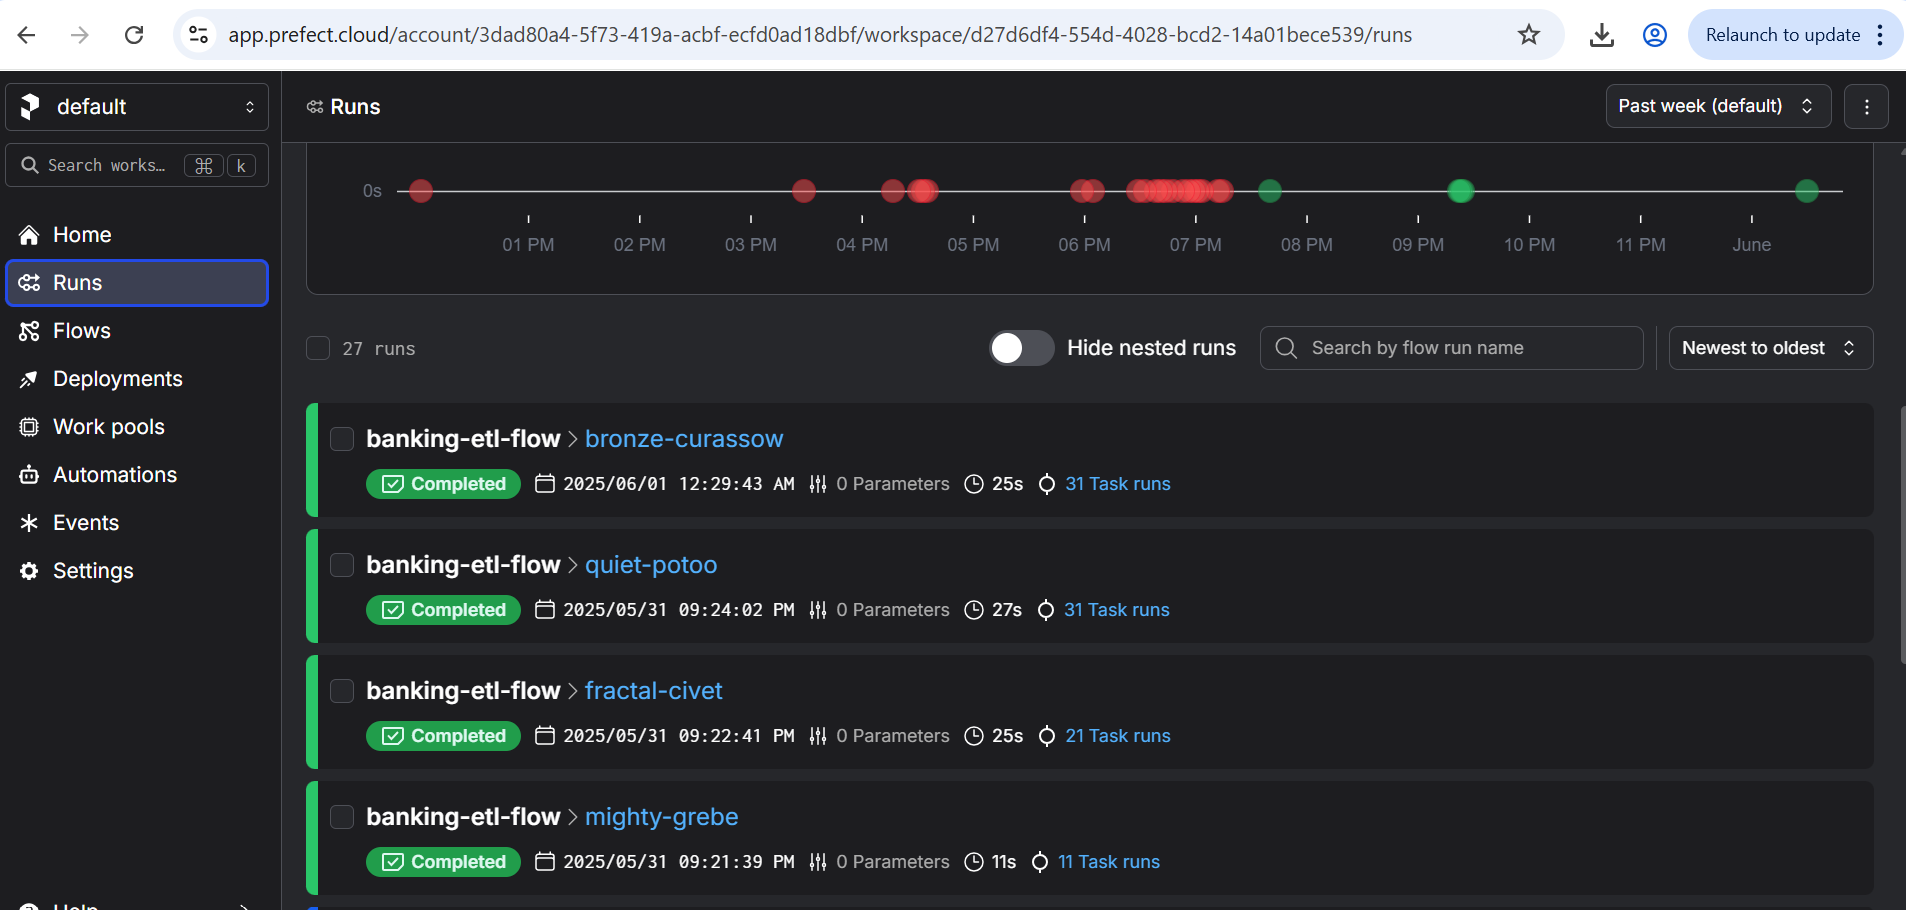 app.prefect.cloud/account/3dad80a4-5f73-419a-acbf-ecfd0ad18dbf/workspace/d27d6df4-554d-4028-bcd2-14a01bece539/runs
Relaunch to update
default
Runs
Past week (default)
Search works… ⌘ k
Home
Runs
Flows
Deployments
Work pools
Automations
Events
Settings
Help
0s
01 PM 02 PM 03 PM 04 PM 05 PM 06 PM 07 PM 08 PM 09 PM 10 PM 11 PM June
27 runs
Hide nested runs
Search by flow run name
Newest to oldest
banking-etl-flow > bronze-curassow
Completed 2025/06/01 12:29:43 AM 0 Parameters 25s 31 Task runs
banking-etl-flow > quiet-potoo
Completed 2025/05/31 09:24:02 PM 0 Parameters 27s 31 Task runs
banking-etl-flow > fractal-civet
Completed 2025/05/31 09:22:41 PM 0 Parameters 25s 21 Task runs
banking-etl-flow > mighty-grebe
Completed 2025/05/31 09:21:39 PM 0 Parameters 11s 11 Task runs